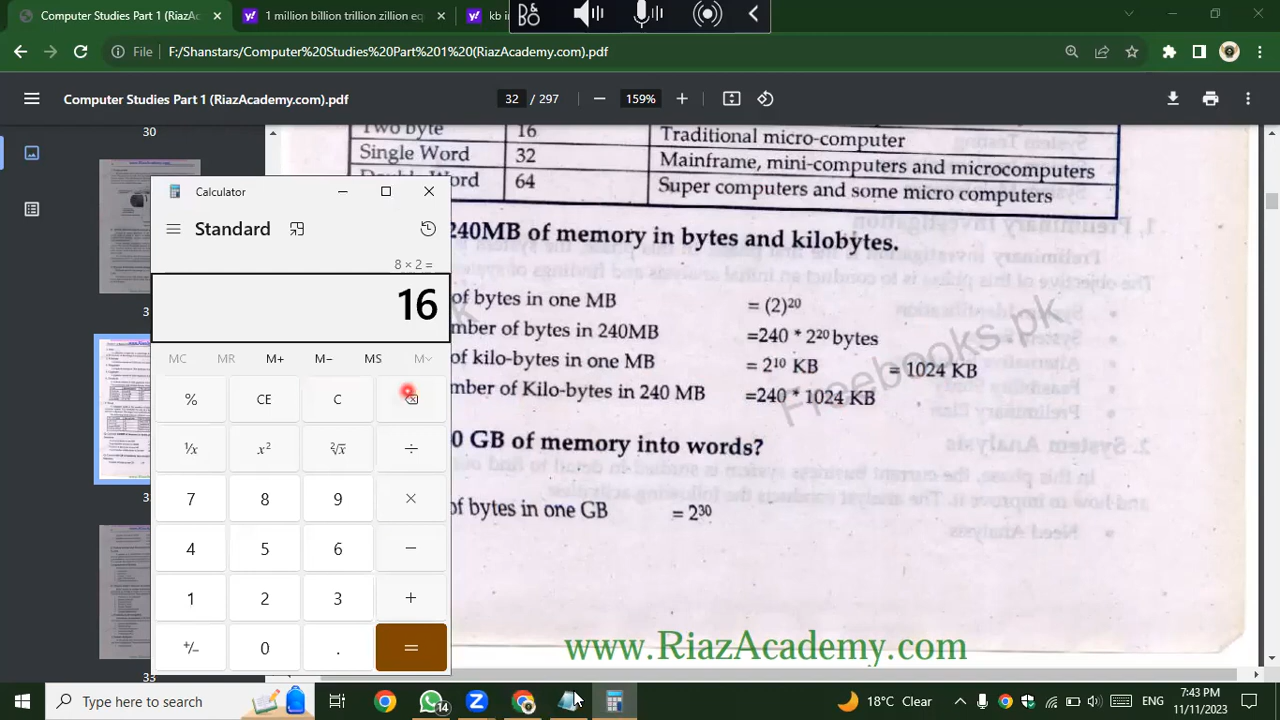 Computer Studies Part 1 (Riaz
1 million billion trillion zillion eq
kb i
File
F:/Shanstars/Computer%20Studies%20Part%201%20(RiazAcademy.com).pdf
Computer Studies Part 1 (RiazAcademy.com).pdf
32 / 297
159%
30
Two byte 16 Traditional micro-computer
Single Word 32 Mainframe, mini-computers and microcomputers
Word 64 Super computers and some micro computers
240MB of memory in bytes and kilobytes.
of bytes in one MB = (2)²⁰
mber of bytes in 240MB =240 * 2²⁰ bytes
of kilo-bytes in one MB = 2¹⁰ KB = 1024 KB
mber of Kilo-bytes in 240 MB =240 * 1024 KB
0 GB of memory into words?
of bytes in one GB = 2³⁰
www.RiazAcademy.com
Calculator
Standard
8 × 2 =
16
MC MR M+ M− MS M
% CE C
¹⁄x x² ²√x ÷
7 8 9 ×
4 5 6 −
1 2 3 +
+/− 0 . =
33
Type here to search
14
18°C Clear
ENG
7:43 PM
11/11/2023